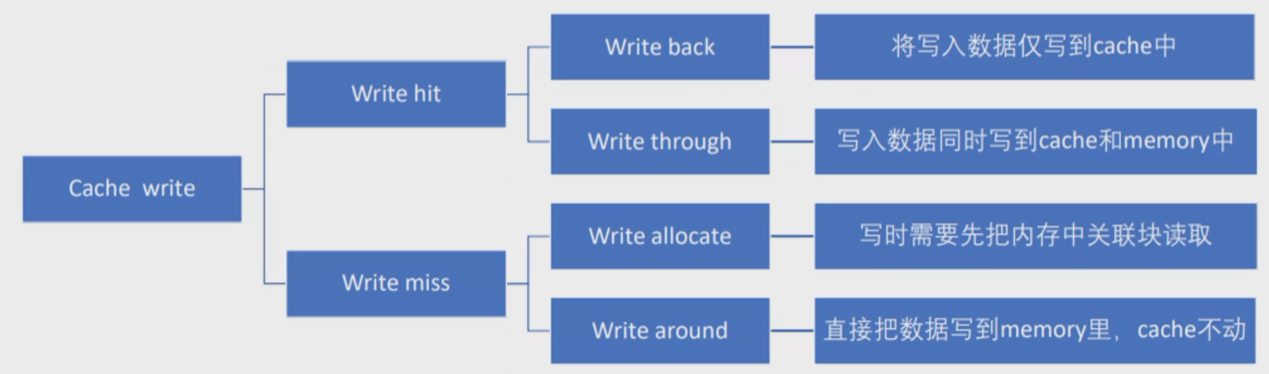 Cache write
Write hit
Write back
将写入数据仅写到cache中
Write through
写入数据同时写到cache和memory中
Write miss
Write allocate
写时需要先把内存中关联块读取
Write around
直接把数据写到memory里，cache不动